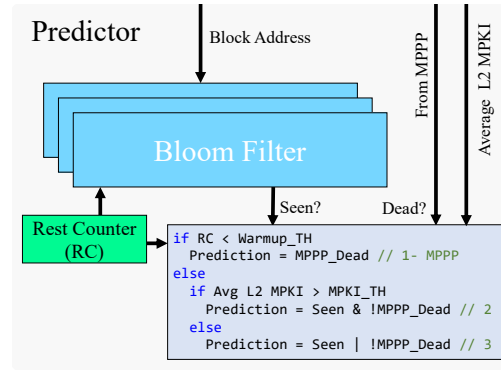 Predictor
Block Address
From MPPP
Average L2 MPKI
Bloom Filter
Seen?
Dead?
Rest Counter
(RC)
if RC < Warmup_TH
Prediction = MPPP_Dead // 1- MPPP
else
if Avg L2 MPKI > MPKI_TH
Prediction = Seen & !MPPP_Dead // 2
else
Prediction = Seen | !MPPP_Dead // 3